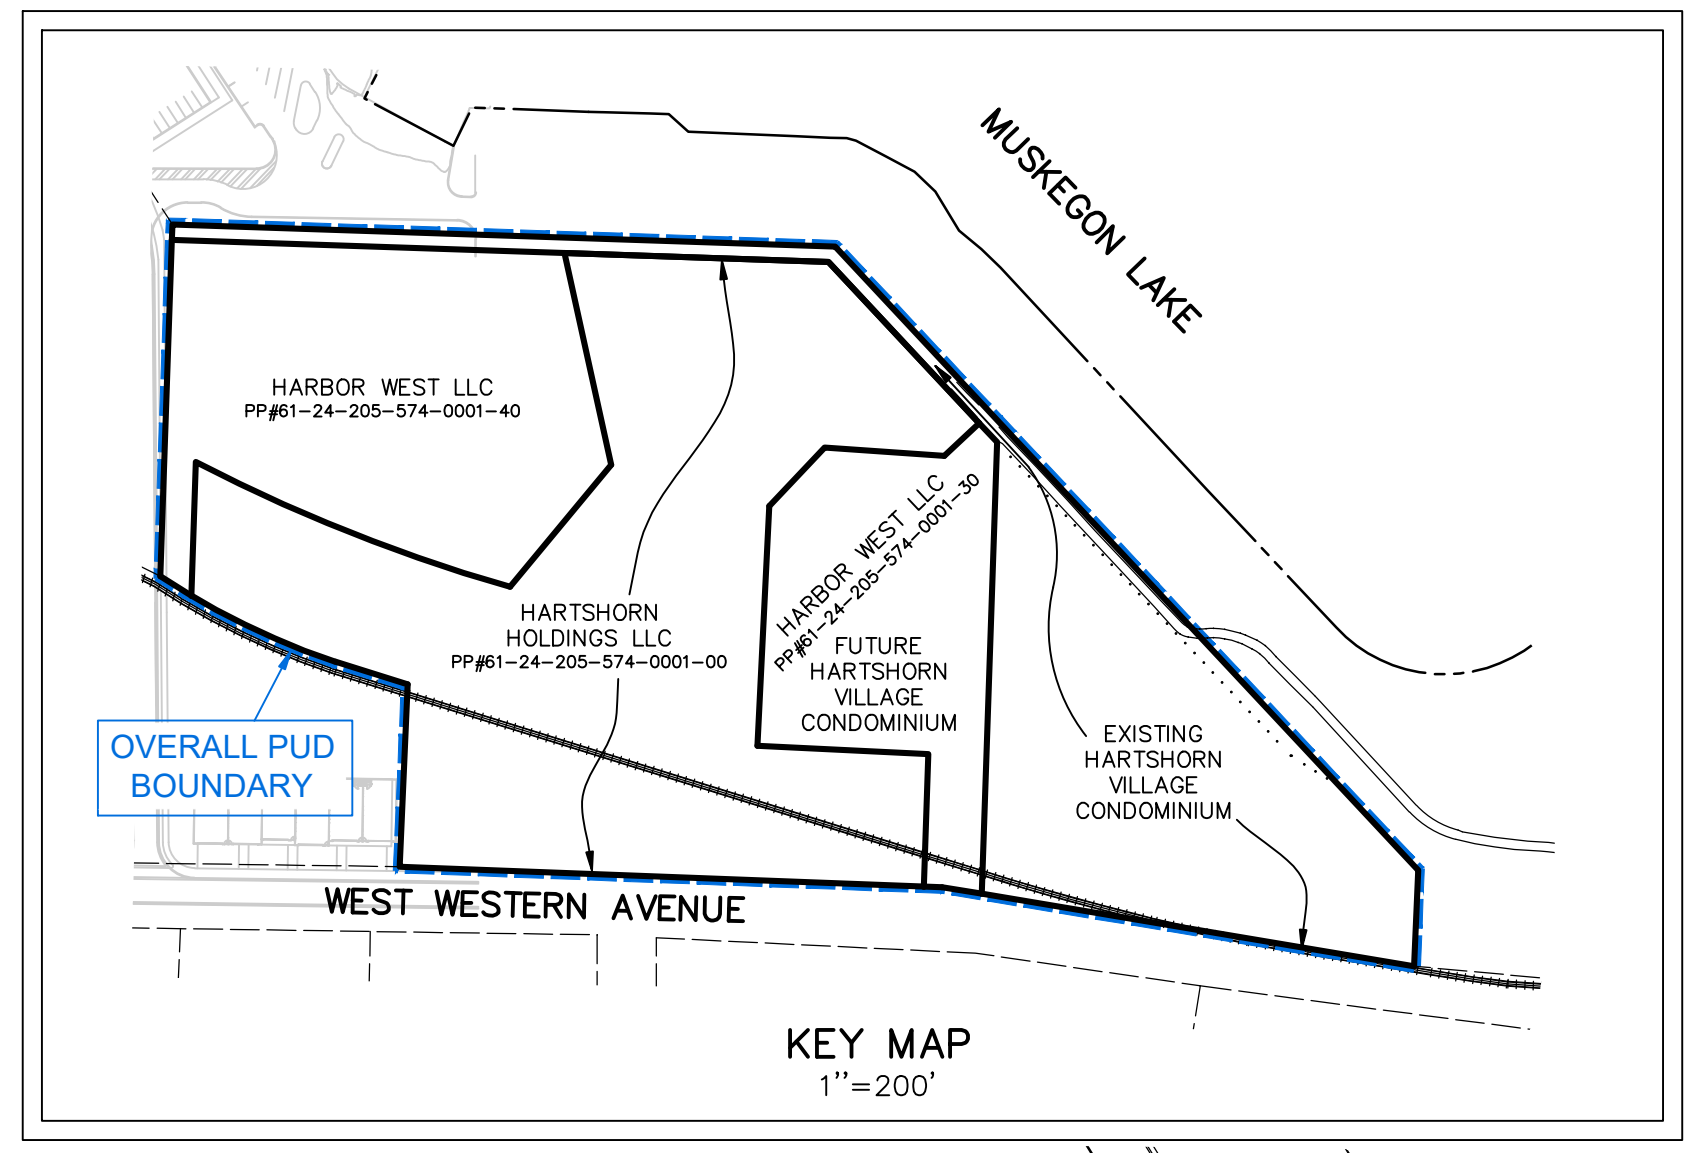 MUSKEGON LAKE
HARBOR WEST LLC
PP#61-24-205-574-0001-40
HARBOR WEST LLC
PP#61-24-205-574-0001-30
HARTSHORN
HOLDINGS LLC
PP#61-24-205-574-0001-00
FUTURE
HARTSHORN
VILLAGE
CONDOMINIUM
EXISTING
HARTSHORN
VILLAGE
CONDOMINIUM
OVERALL PUD
BOUNDARY
WEST WESTERN AVENUE
KEY MAP
1''=200'